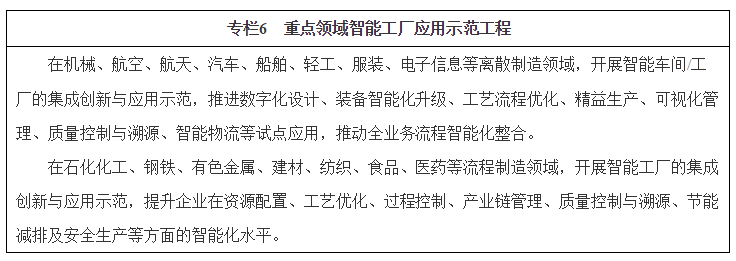 专栏6 重点领域智能工厂应用示范工程
在机械、航空、航天、汽车、船舶、轻工、服装、电子信息等离散制造领域，开展智能车间/工
厂的集成创新与应用示范，推进数字化设计、装备智能化升级、工艺流程优化、精益生产、可视化管
理、质量控制与溯源、智能物流等试点应用，推动全业务流程智能化整合。
在石化化工、钢铁、有色金属、建材、纺织、食品、医药等流程制造领域，开展智能工厂的集成
创新与应用示范，提升企业在资源配置、工艺优化、过程控制、产业链管理、质量控制与溯源、节能
减排及安全生产等方面的智能化水平。